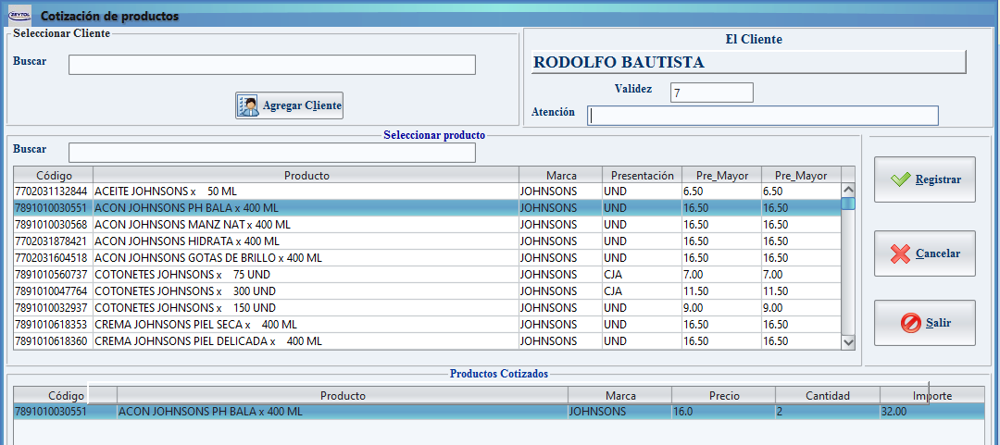 ZEYTOL Cotización de productos
Seleccionar Cliente
Buscar
Agregar Cliente
El Cliente
RODOLFO BAUTISTA
Validez 7
Atención
Seleccionar producto
Buscar
Código Producto Marca Presentación Pre_Mayor Pre_Mayor
7702031132844 ACEITE JOHNSONS x 50 ML JOHNSONS UND 6.50 6.50
7891010030551 ACON JOHNSONS PH BALA x 400 ML JOHNSONS UND 16.50 16.50
7891010030568 ACON JOHNSONS MANZ NAT x 400 ML JOHNSONS UND 16.50 16.50
7702031878421 ACON JOHNSONS HIDRATA x 400 ML JOHNSONS UND 16.50 16.50
7702031604518 ACON JOHNSONS GOTAS DE BRILLO x 400 ML JOHNSONS UND 16.50 16.50
7891010560737 COTONETES JOHNSONS x 75 UND JOHNSONS CJA 7.00 7.00
7891010047764 COTONETES JOHNSONS x 300 UND JOHNSONS CJA 11.50 11.50
7891010032937 COTONETES JOHNSONS x 150 UND JOHNSONS UND 9.00 9.00
7891010618353 CREMA JOHNSONS PIEL SECA x 400 ML JOHNSONS UND 16.50 16.50
7891010618360 CREMA JOHNSONS PIEL DELICADA x 400 ML JOHNSONS UND 16.50 16.50
Registrar
Cancelar
Salir
Productos Cotizados
Código Producto Marca Precio Cantidad Importe
7891010030551 ACON JOHNSONS PH BALA x 400 ML JOHNSONS 16.0 2 32.00